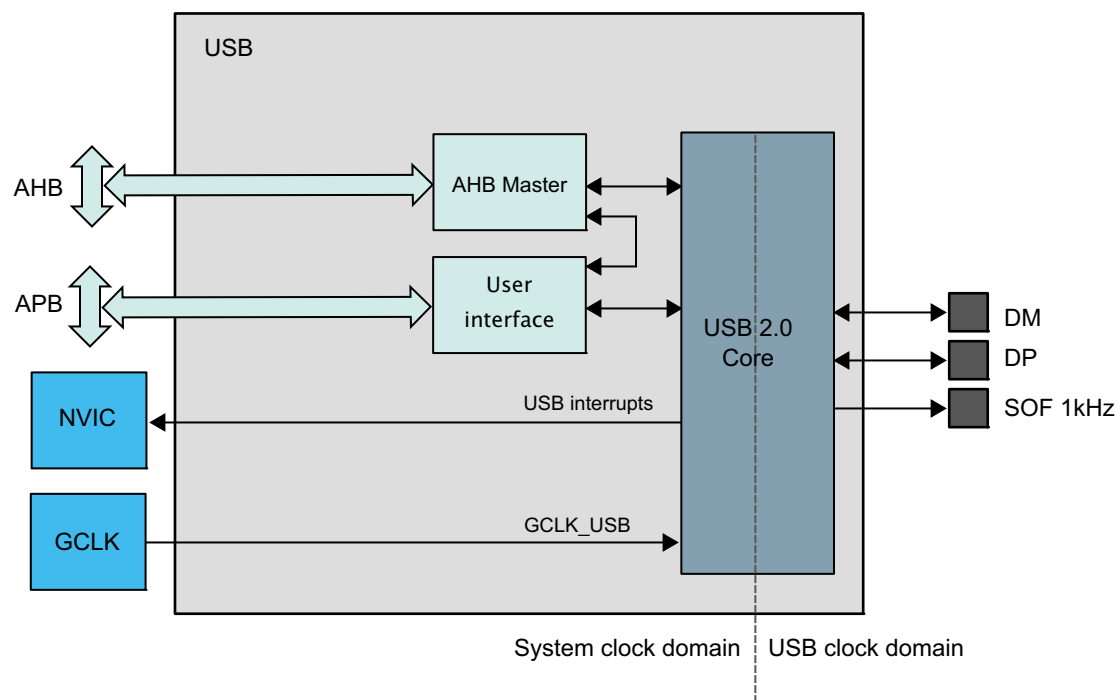 USB
AHB
AHB Master
APB
User
interface
USB 2.0
Core
DM
DP
SOF 1kHz
NVIC
USB interrupts
GCLK
GCLK_USB
System clock domain
USB clock domain